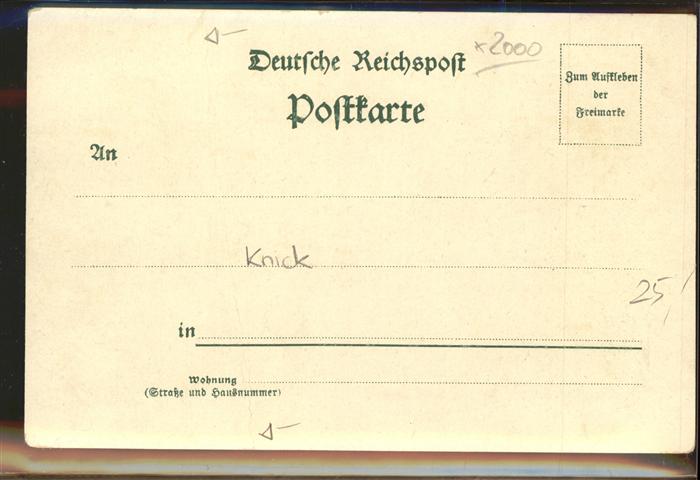 Deutsche Reichspost
×2000
Postkarte
Zum Aufkleben
der
Freimarke
An
Knick
25,
in
Wohnung
(Straße und Hausnummer)